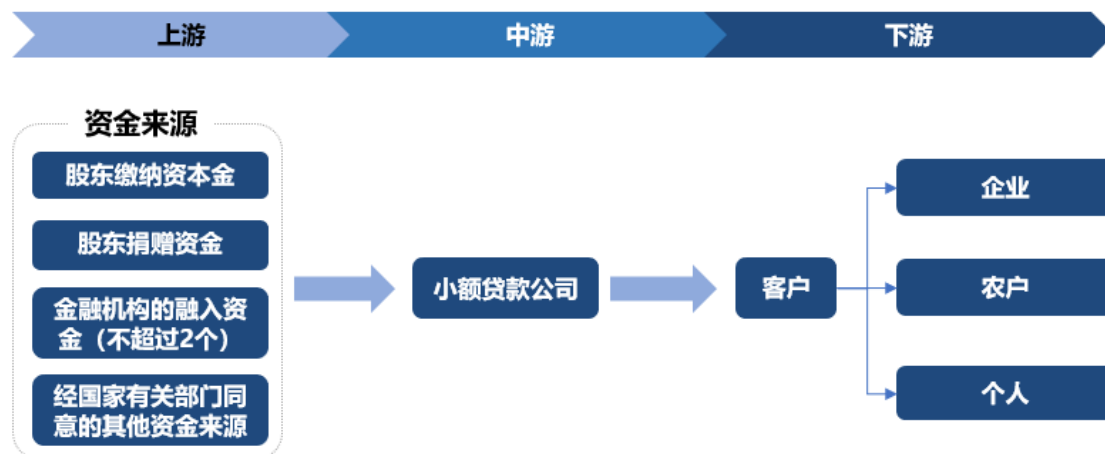 上游
中游
下游
资金来源
股东缴纳资本金
股东捐赠资金
金融机构的融入资
金（不超过2个）
经国家有关部门同
意的其他资金来源
小额贷款公司
客户
企业
农户
个人